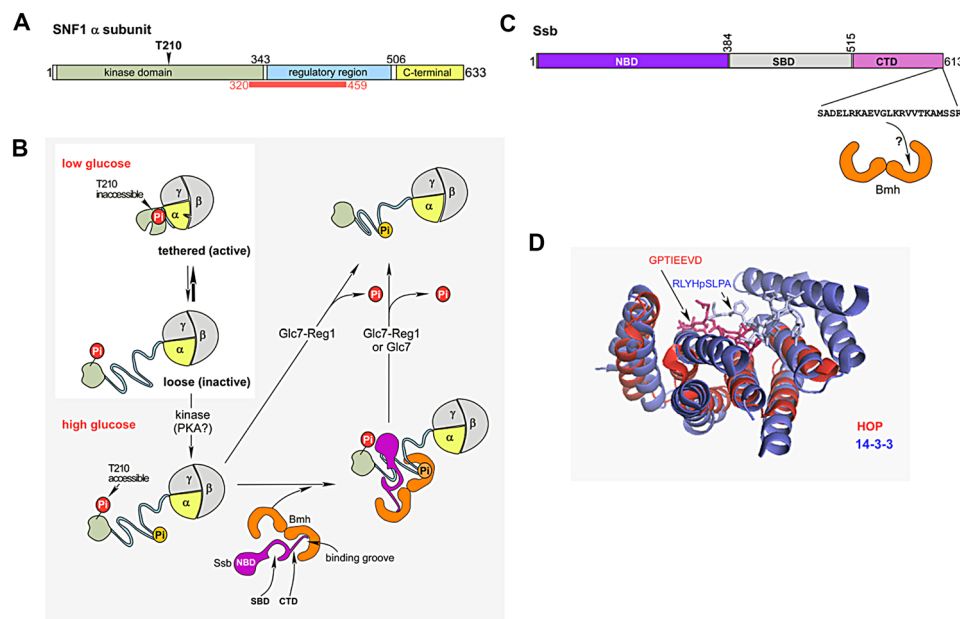 A
SNF1 α subunit
T210
343
506
1
kinase domain
regulatory region
C-terminal
633
320
459
B
low glucose
T210
inaccessible
Pi
γ
β
α
tethered (active)
γ
β
α
Pi
loose (inactive)
kinase
(PKA?)
high glucose
T210
accessible
Pi
γ
β
α
Pi
γ
β
α
Pi
Pi
Pi
Glc7-Reg1
Glc7-Reg1
or Glc7
γ
β
α
Pi
Pi
Bmh
Ssb
NBD
binding groove
SBD
CTD
C
Ssb
384
515
1
NBD
SBD
CTD
613
SADELRKAEVGLKRVVTKAMSSR
?
Bmh
D
GPTIEEVD
RLYHpSLPA
HOP
14-3-3